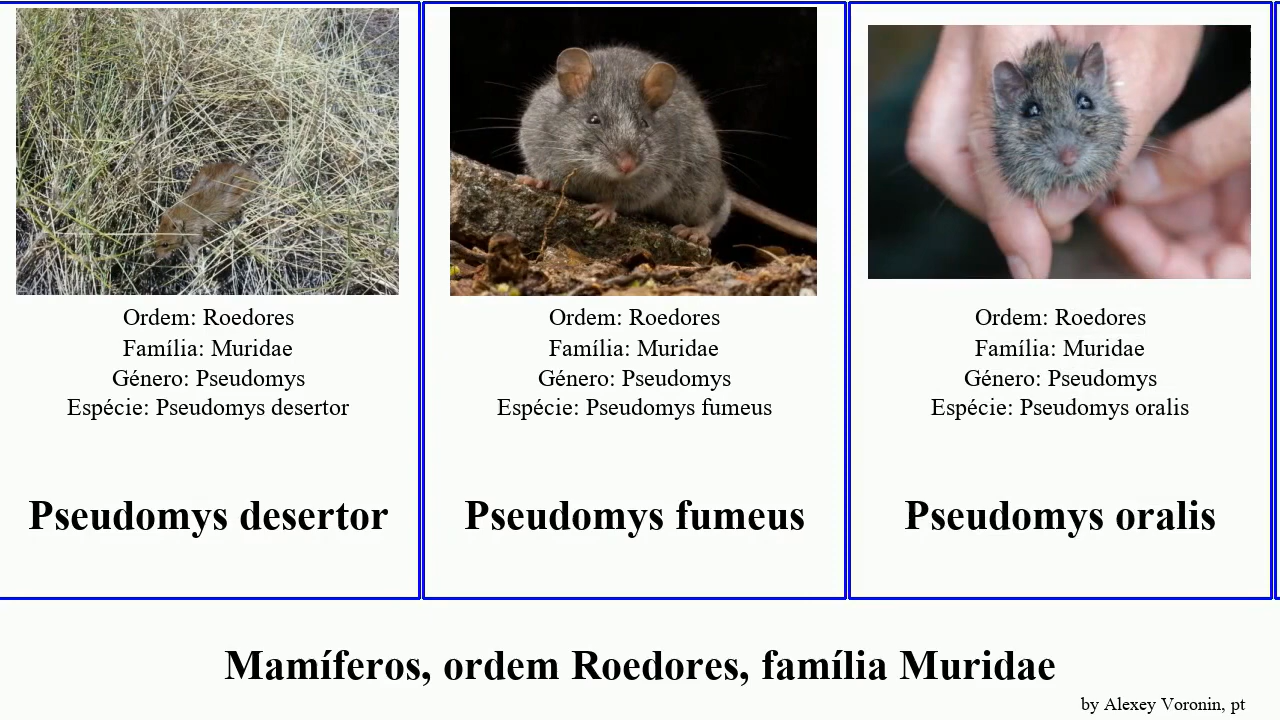 Ordem: Roedores
Família: Muridae
Género: Pseudomys
Espécie: Pseudomys desertor
Pseudomys desertor
Ordem: Roedores
Família: Muridae
Género: Pseudomys
Espécie: Pseudomys fumeus
Pseudomys fumeus
Ordem: Roedores
Família: Muridae
Género: Pseudomys
Espécie: Pseudomys oralis
Pseudomys oralis
Mamíferos, ordem Roedores, família Muridae
by Alexey Voronin, pt